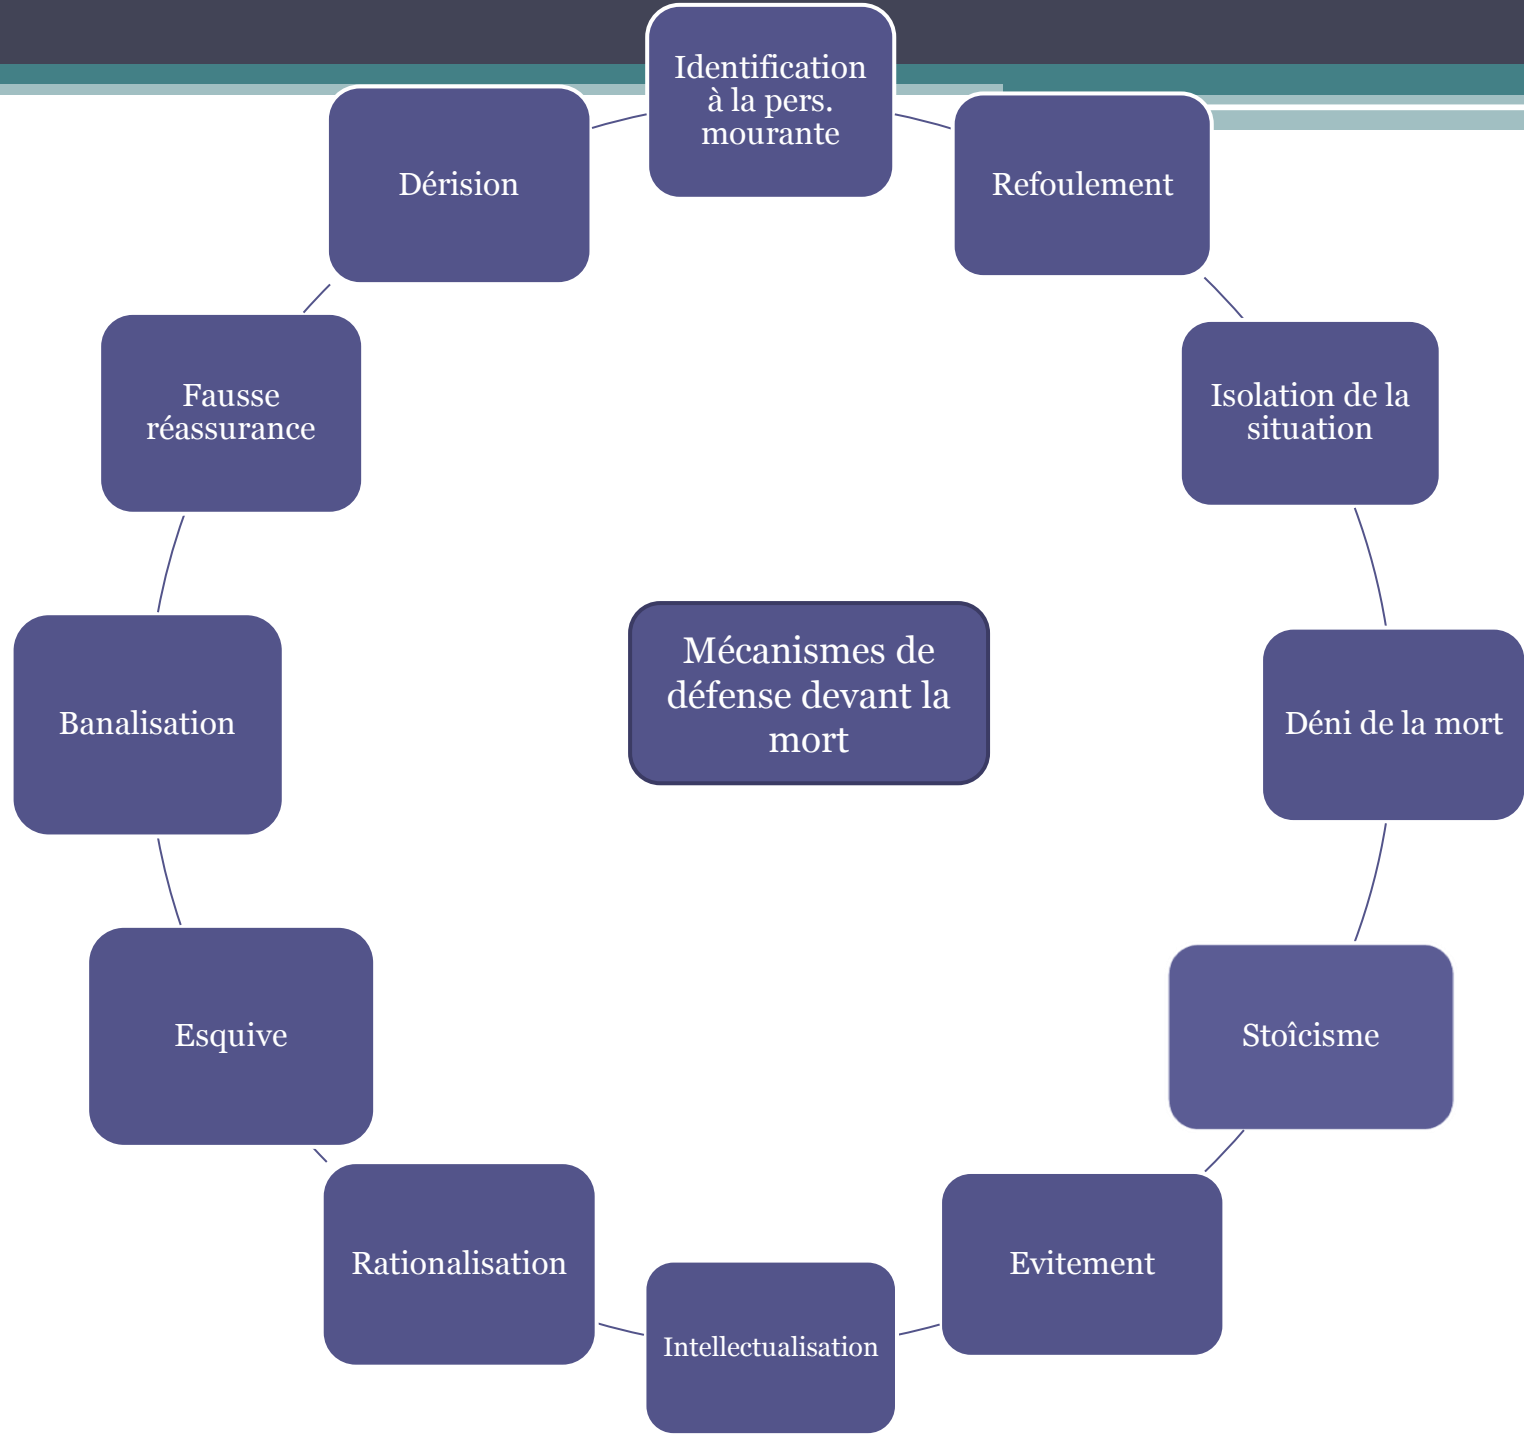 Identification
à la pers.
mourante
Refoulement
Isolation de la
situation
Déni de la mort
Stoîcisme
Evitement
Intellectualisation
Rationalisation
Esquive
Banalisation
Fausse
réassurance
Dérision
Mécanismes de
défense devant la
mort